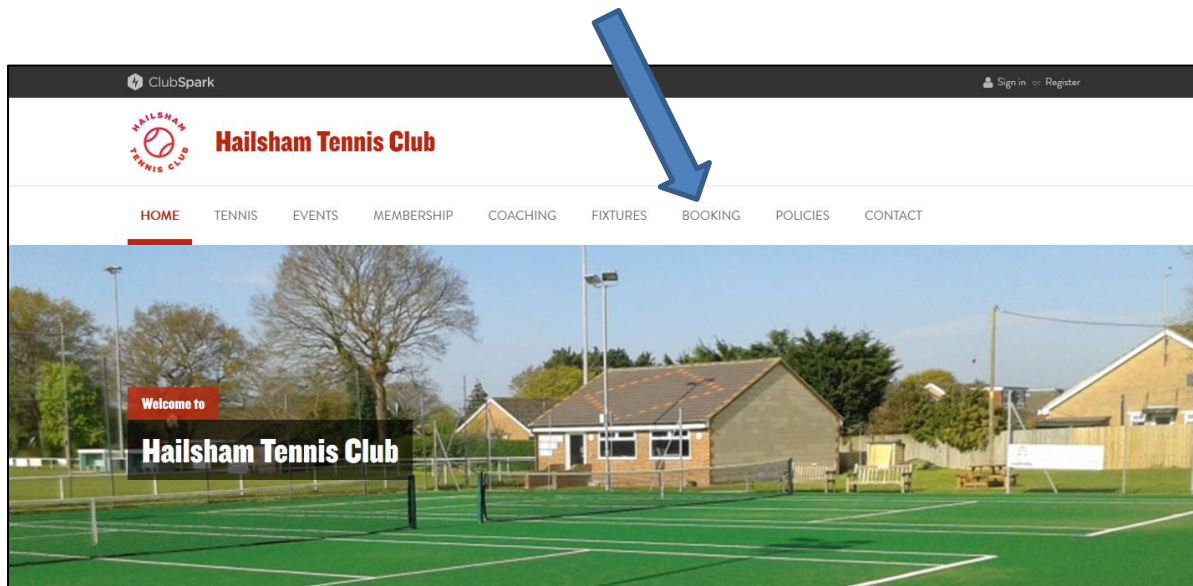 ClubSpark
Sign in or Register
HAILSHAM
TENNIS CLUB
Hailsham Tennis Club
HOME TENNIS EVENTS MEMBERSHIP COACHING FIXTURES BOOKING POLICIES CONTACT
Welcome to
Hailsham Tennis Club